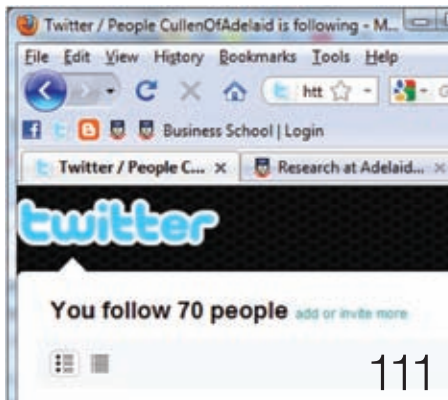 Twitter / People CullenOfAdelaid is following - M...
File Edit View History Bookmarks Tools Help
htt
Business School | Login
Twitter / People C... Research at Adelaid...
twitter
You follow 70 people add or invite more
111